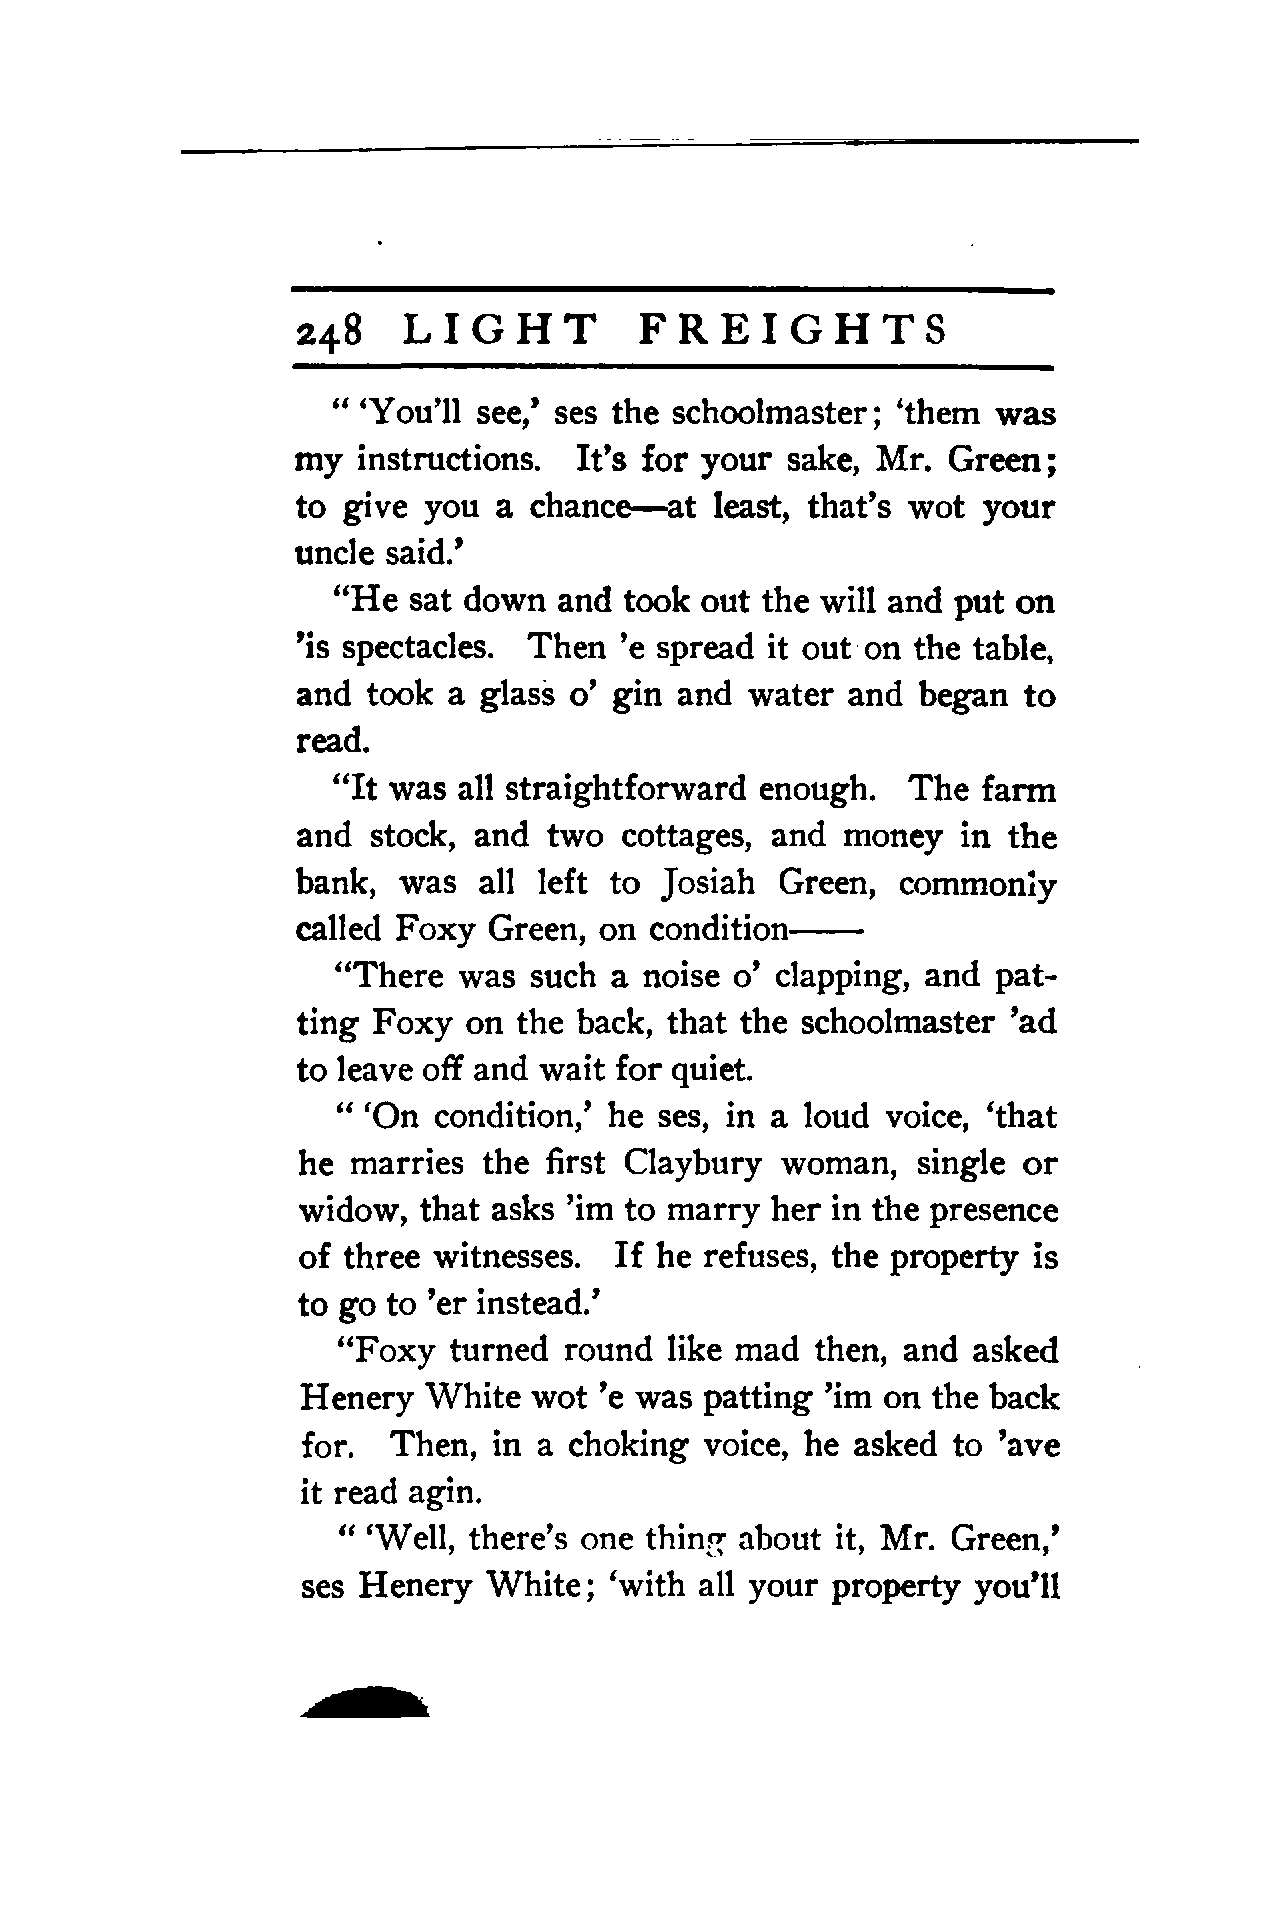 248 LIGHT FREIGHTS
“ ‘You’ll see,’ ses the schoolmaster; ‘them was
my instructions. It’s for your sake, Mr. Green;
to give you a chance—at least, that’s wot your
uncle said.’
“He sat down and took out the will and put on
’is spectacles. Then ’e spread it out on the table,
and took a glass o’ gin and water and began to
read.
“It was all straightforward enough. The farm
and stock, and two cottages, and money in the
bank, was all left to Josiah Green, commonly
called Foxy Green, on condition——
“There was such a noise o’ clapping, and pat-
ting Foxy on the back, that the schoolmaster ’ad
to leave off and wait for quiet.
“ ‘On condition,’ he ses, in a loud voice, ‘that
he marries the first Claybury woman, single or
widow, that asks ’im to marry her in the presence
of three witnesses. If he refuses, the property is
to go to ’er instead.’
“Foxy turned round like mad then, and asked
Henery White wot ’e was patting ’im on the back
for. Then, in a choking voice, he asked to ’ave
it read agin.
“ ‘Well, there’s one thing about it, Mr. Green,’
ses Henery White; ‘with all your property you’ll